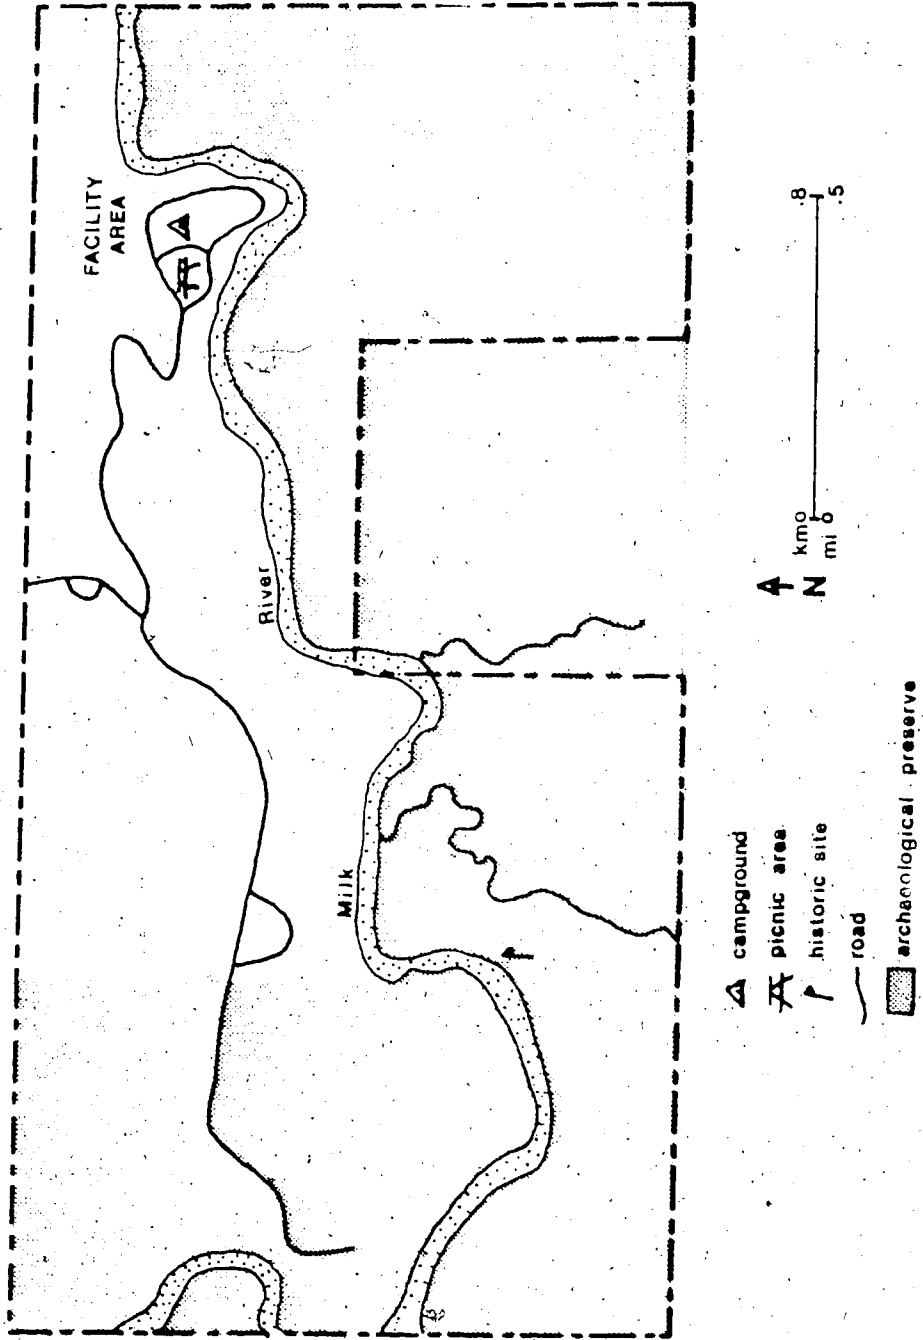 FACILITY
AREA
River
Milk
N
km 0 .8
mi 0 .5
campground
picnic area
historic site
road
archaeological preserve